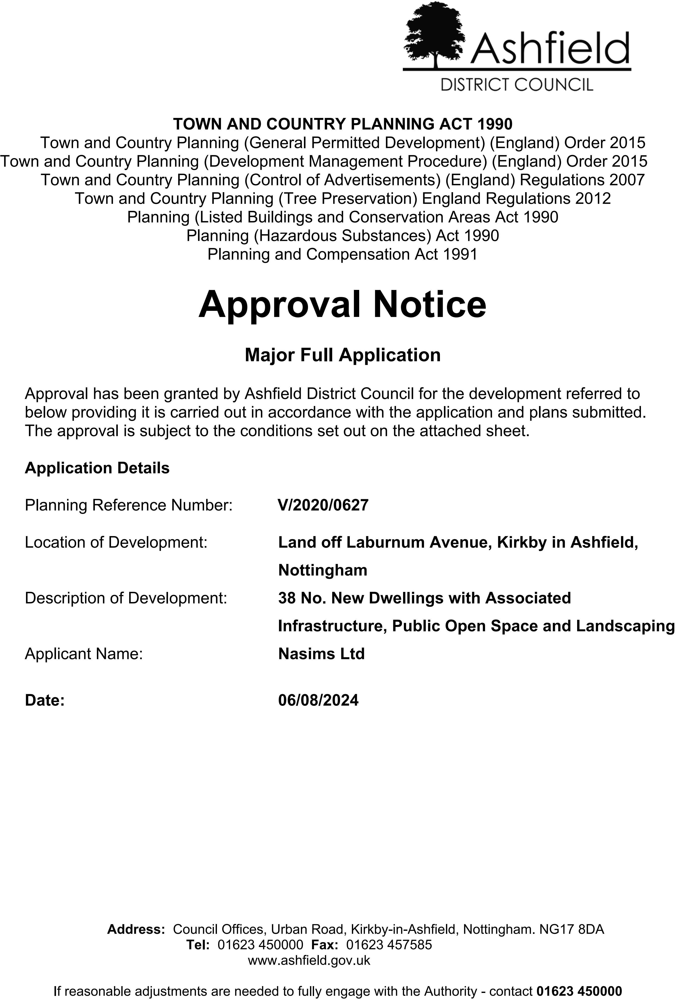 Ashfield
DISTRICT COUNCIL
TOWN AND COUNTRY PLANNING ACT 1990
Town and Country Planning (General Permitted Development) (England) Order 2015
Town and Country Planning (Development Management Procedure) (England) Order 2015
Town and Country Planning (Control of Advertisements) (England) Regulations 2007
Town and Country Planning (Tree Preservation) England Regulations 2012
Planning (Listed Buildings and Conservation Areas Act 1990
Planning (Hazardous Substances) Act 1990
Planning and Compensation Act 1991
Approval Notice
Major Full Application
Approval has been granted by Ashfield District Council for the development referred to
below providing it is carried out in accordance with the application and plans submitted.
The approval is subject to the conditions set out on the attached sheet.
Application Details
Planning Reference Number: V/2020/0627
Location of Development: Land off Laburnum Avenue, Kirkby in Ashfield,
Nottingham
Description of Development: 38 No. New Dwellings with Associated
Infrastructure, Public Open Space and Landscaping
Applicant Name: Nasims Ltd
Date: 06/08/2024
Address: Council Offices, Urban Road, Kirkby-in-Ashfield, Nottingham. NG17 8DA
Tel: 01623 450000 Fax: 01623 457585
www.ashfield.gov.uk
If reasonable adjustments are needed to fully engage with the Authority - contact 01623 450000